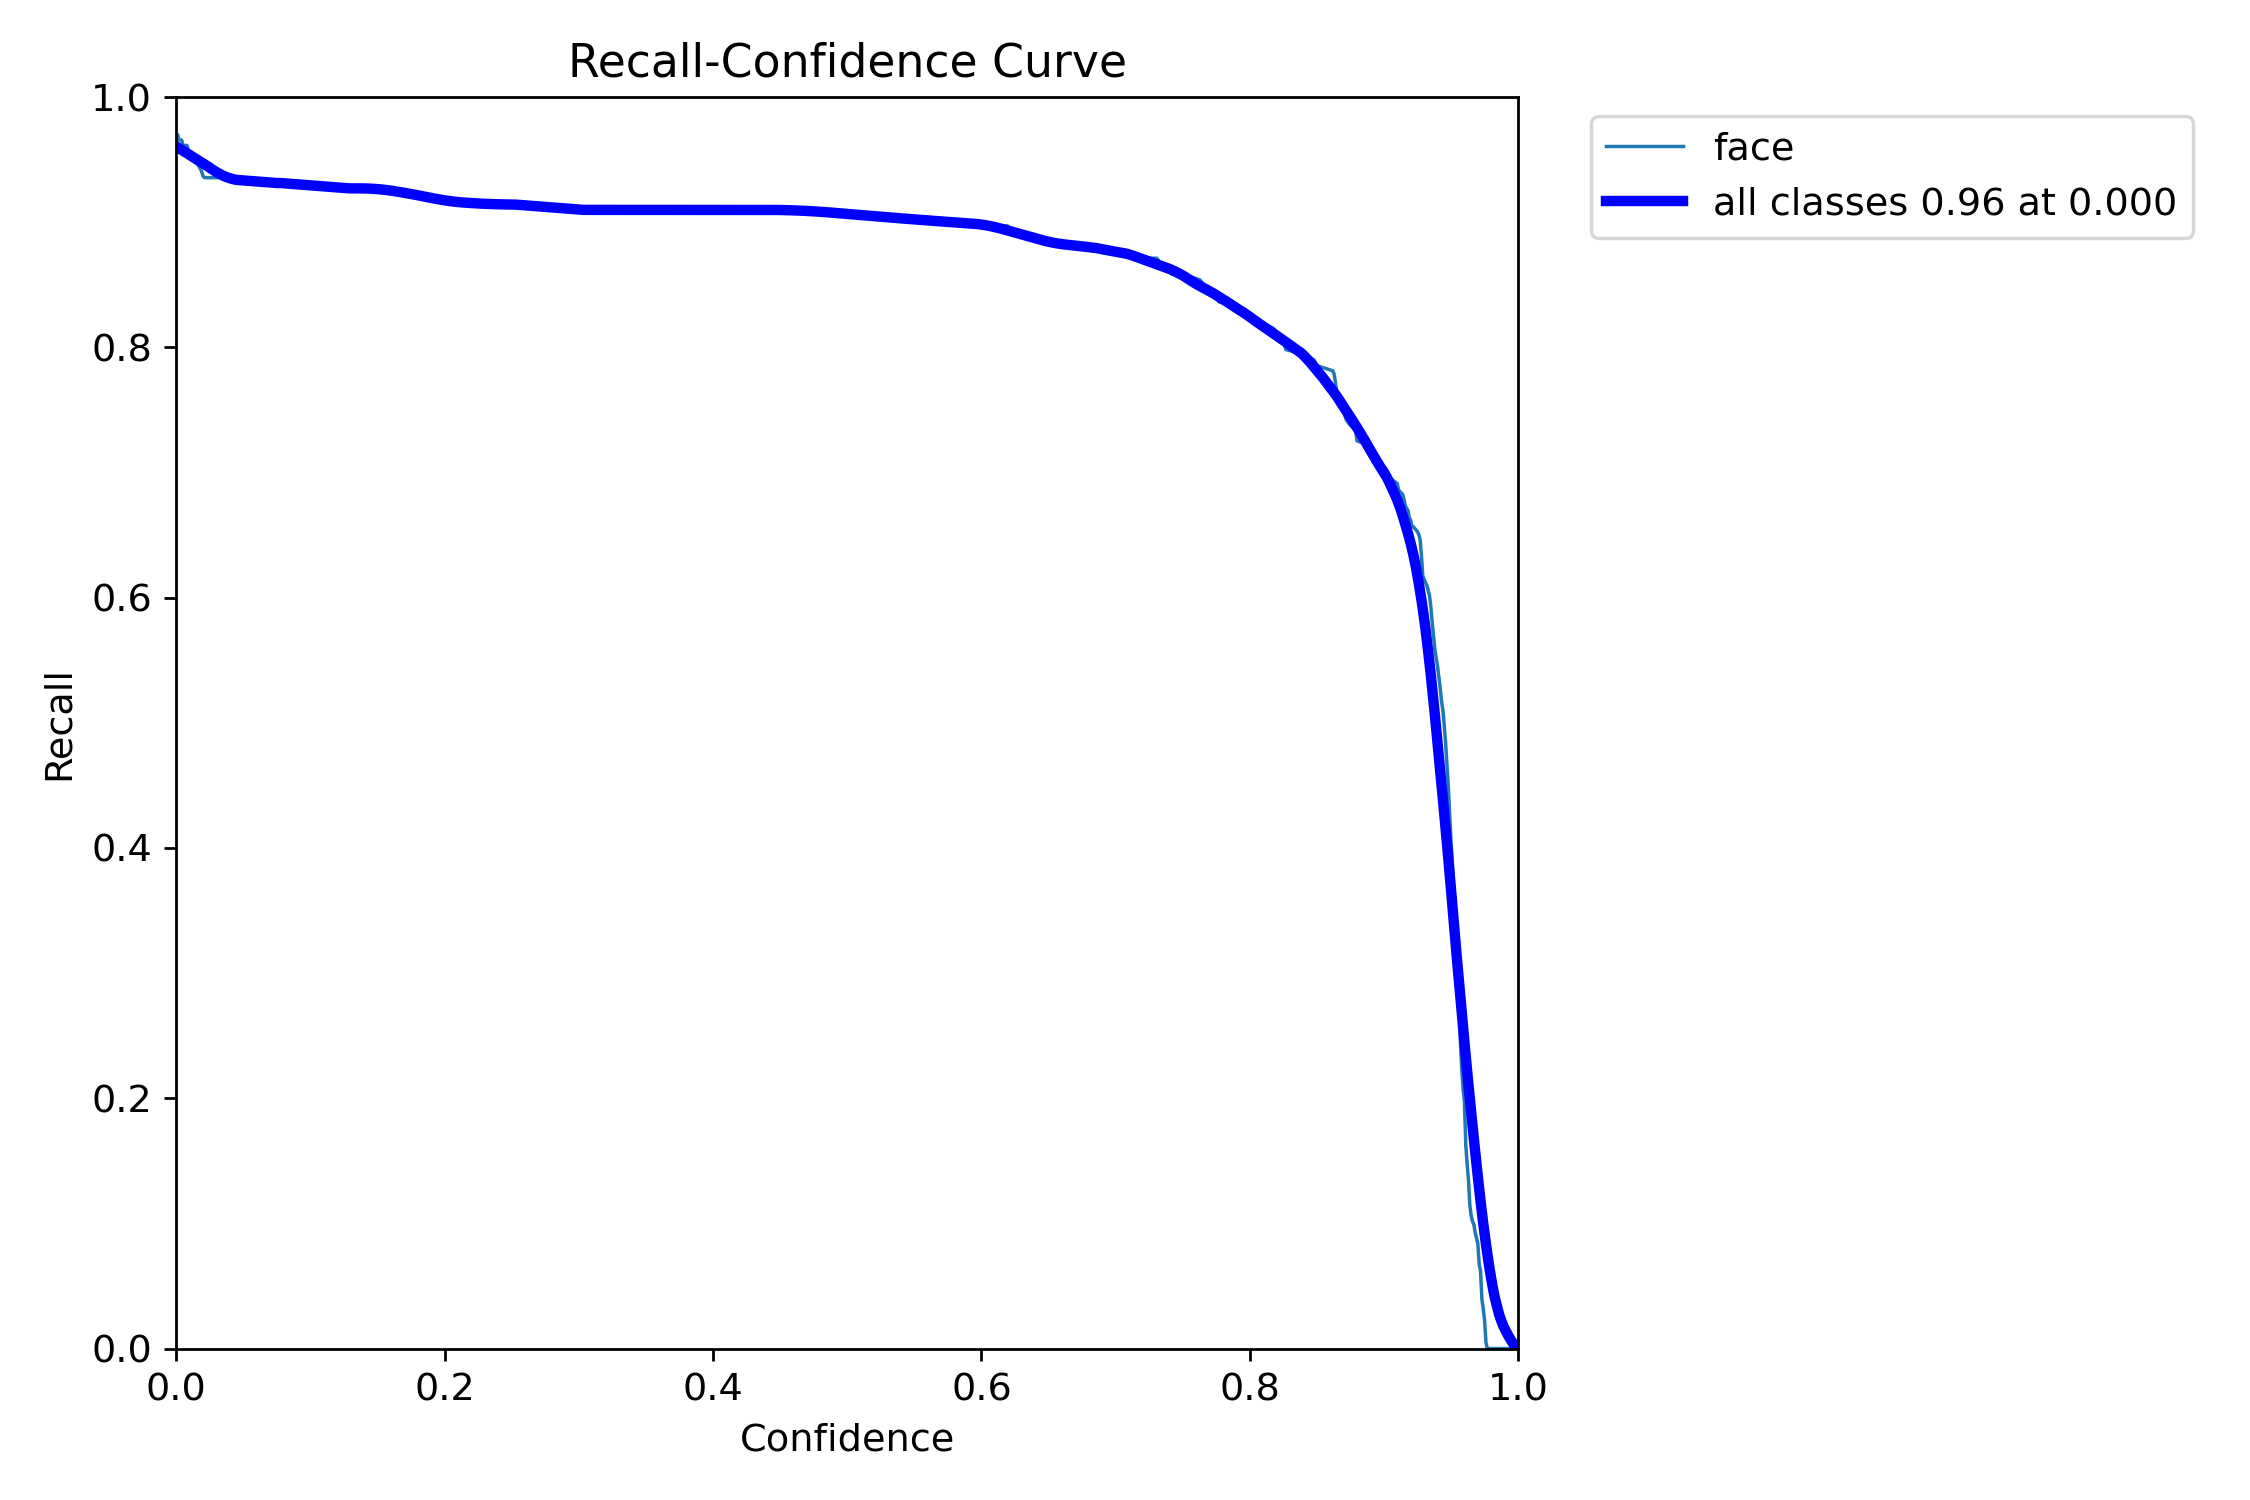 Recall-Confidence Curve
1.0
0.8
0.6
0.4
0.2
0.0
Recall
0.0 0.2 0.4 0.6 0.8 1.0
Confidence
face
all classes 0.96 at 0.000